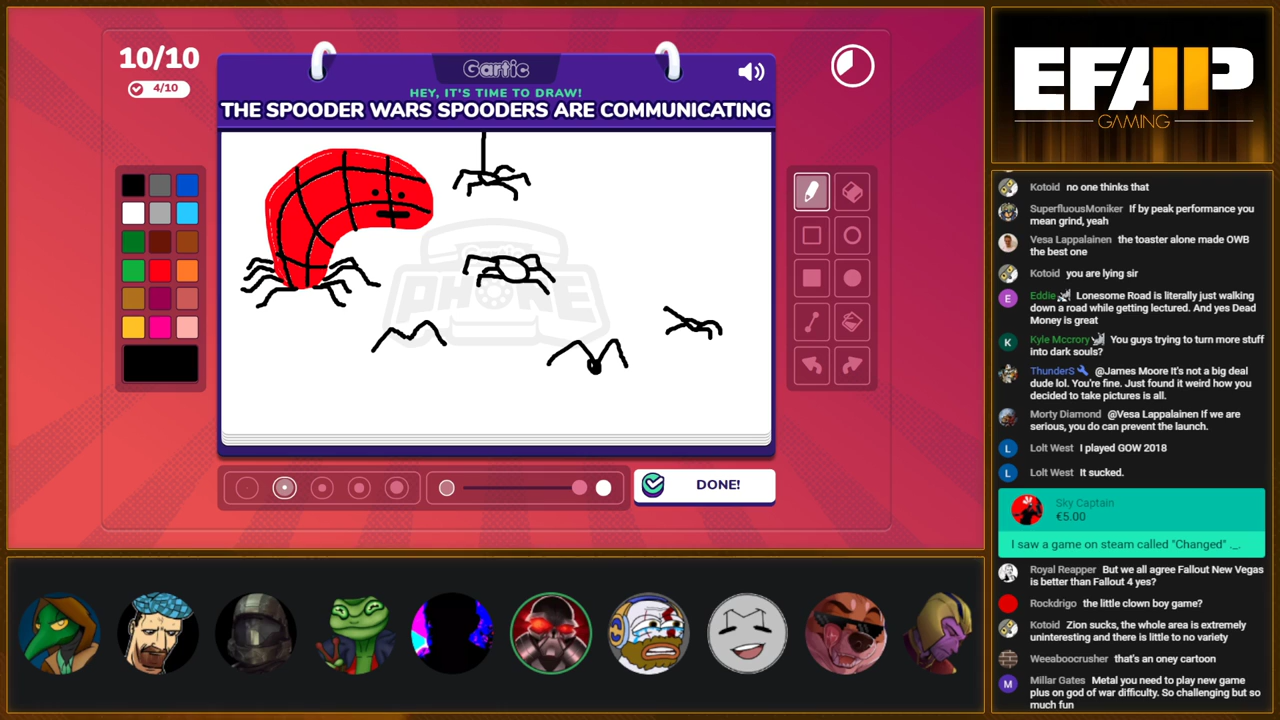 10/10
4/10
Gartic
HEY, IT'S TIME TO DRAW!
THE SPOODER WARS SPOODERS ARE COMMUNICATING
Gartic
PHONE
DONE!
EFAP
GAMING
Kotoid no one thinks that
SuperfluousMoniker If by peak performance you
mean grind, yeah
Vesa Lappalainen the toaster alone made OWB
the best one
Kotoid you are lying sir
Eddie Lonesome Road is literally just walking
down a road while getting lectured. And yes Dead
Money is great
Kyle Mccrory You guys trying to turn more stuff
into dark souls?
ThunderS @James Moore It's not a big deal
dude lol. You're fine. Just found it weird how you
decided to take pictures is all.
Morty Diamond @Vesa Lappalainen If we are
serious, you do can prevent the launch.
L Lolt West I played GOW 2018
L Lolt West It sucked.
Sky Captain
€5.00
I saw a game on steam called "Changed" ._.
Royal Reaper But we all agree Fallout New Vegas
is better than Fallout 4 yes?
Rockdrigo the little clown boy game?
Kotoid Zion sucks, the whole area is extremely
uninteresting and there is little to no variety
Weeaboocrusher that's an oney cartoon
M Millar Gates Metal you need to play new game
plus on god of war difficulty. So challenging but so
much fun